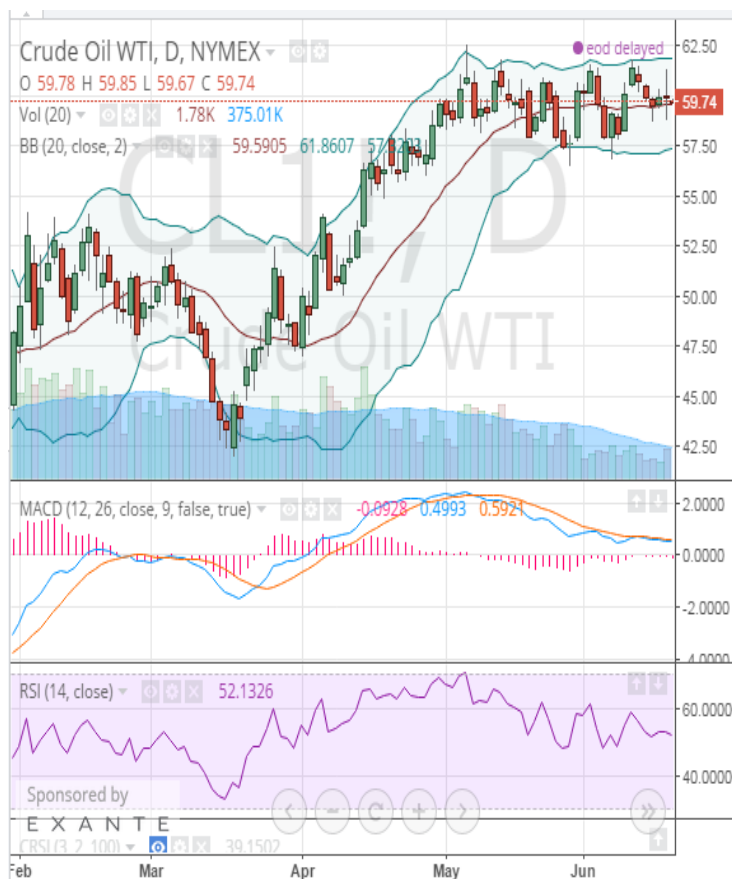 Crude Oil WTI, D, NYMEX
eod delayed
O 59.78 H 59.85 L 59.67 C 59.74
Vol (20) 1.78K 375.01K
BB (20, close, 2) 59.5905 61.8607
CL1!, D
Crude Oil WTI
62.50
59.74
57.50
55.00
52.50
50.00
47.50
45.00
42.50
MACD (12, 26, close, 9, false, true) -0.0928 0.4993 0.5921
2.0000
0.0000
-2.0000
-4.0000
RSI (14, close) 52.1326
60.0000
40.0000
Sponsored by
EXANTE
CRSI (3, 2, 100) 39.1502
Feb Mar Apr May Jun